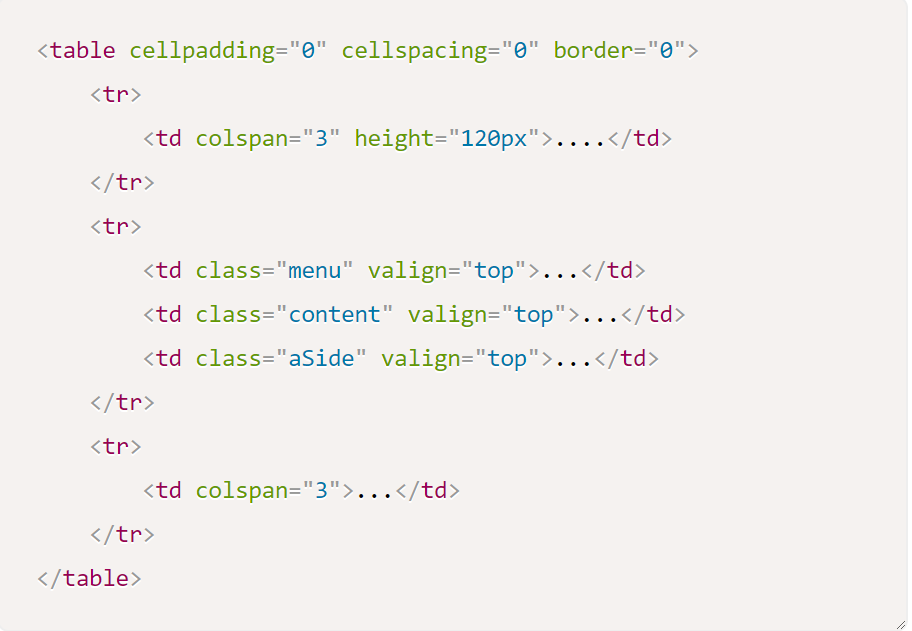 <table cellpadding="0" cellspacing="0" border="0">
    <tr>
        <td colspan="3" height="120px">....</td>
    </tr>
    <tr>
        <td class="menu" valign="top">...</td>
        <td class="content" valign="top">...</td>
        <td class="aSide" valign="top">...</td>
    </tr>
    <tr>
        <td colspan="3">...</td>
    </tr>
</table>